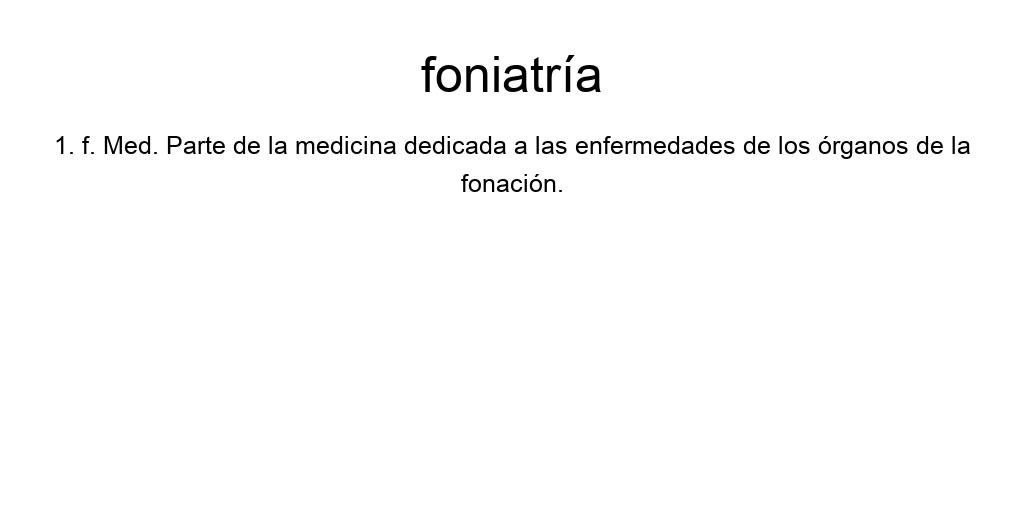 foniatría
1. f. Med. Parte de la medicina dedicada a las enfermedades de los órganos de la
fonación.